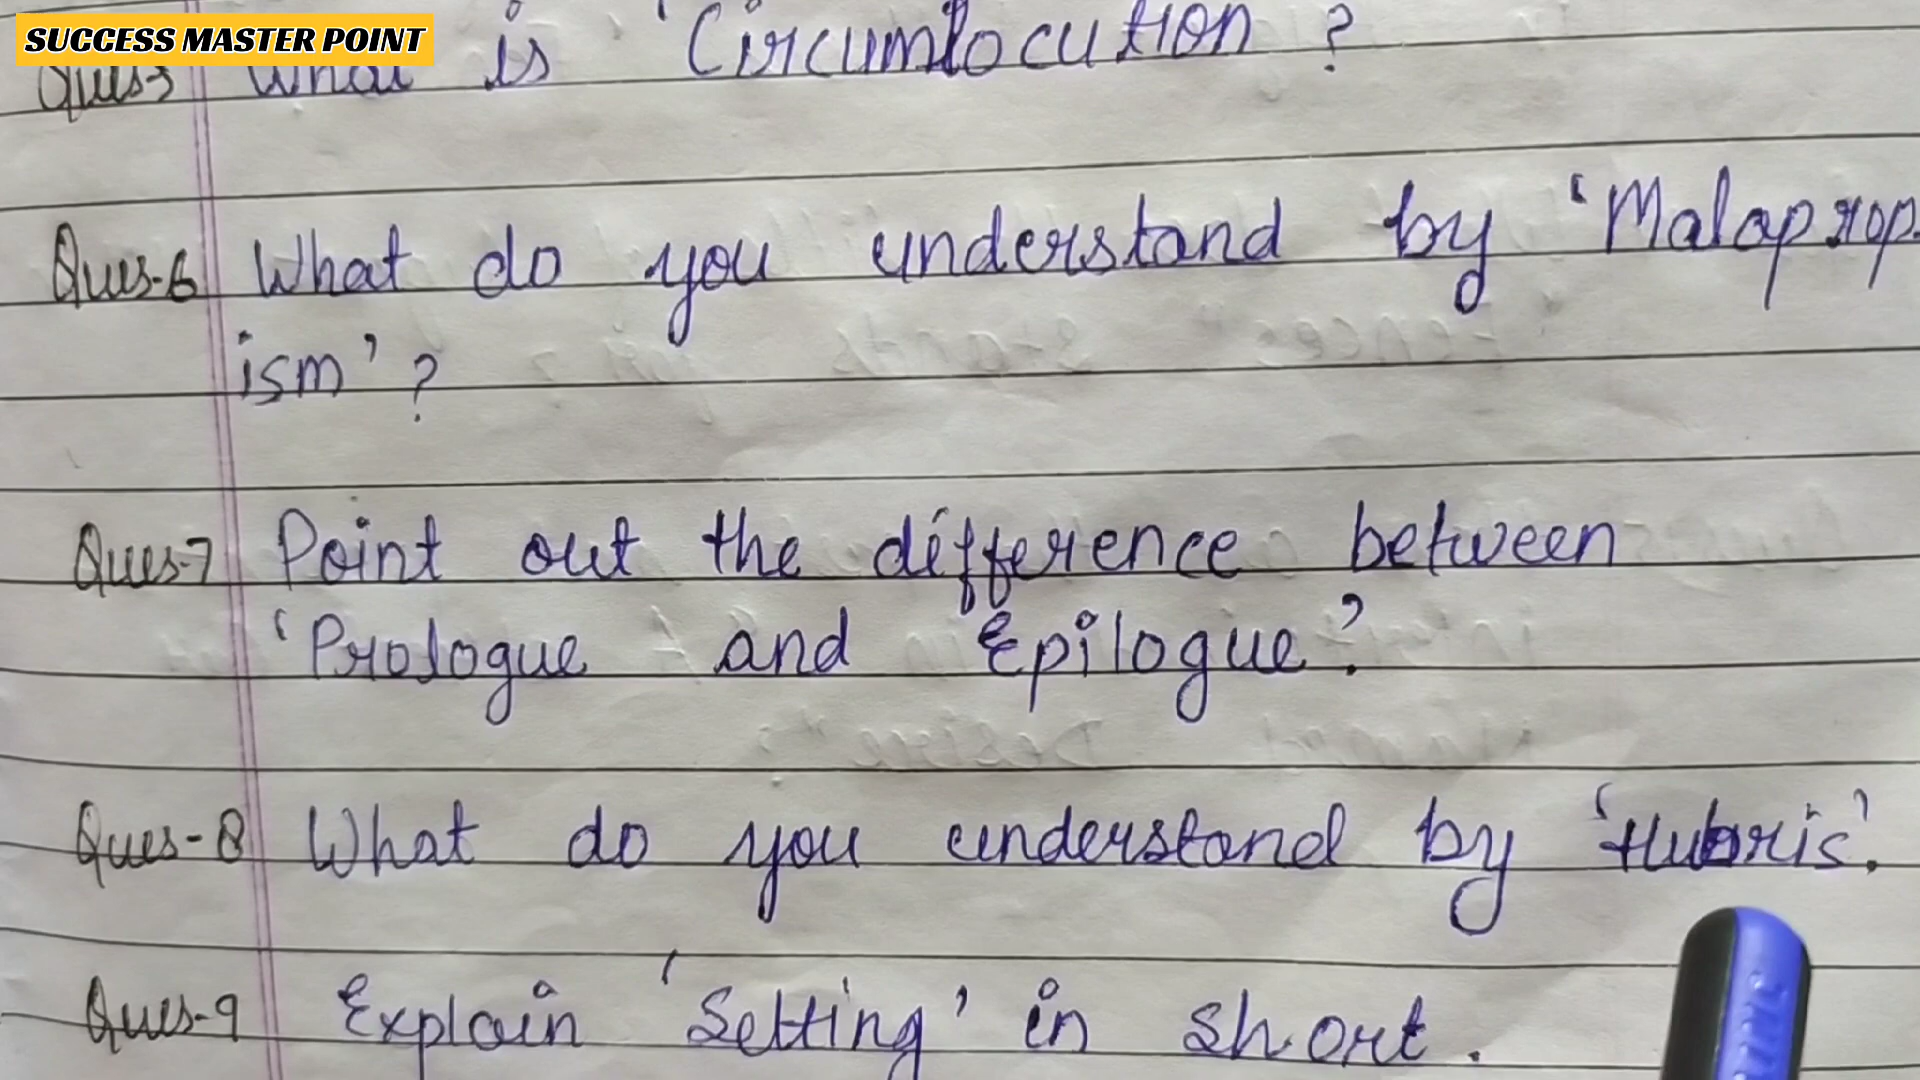 SUCCESS MASTER POINT
Ques-5 What is 'Circumlocution ?
Ques-6 What do you understand by 'Malaprop-
ism' ?
Ques-7 Point out the difference between
'Prologue and Epilogue'.
Ques-8 What do you understand by 'Hubris'.
Ques-9 Explain 'Setting' in short.